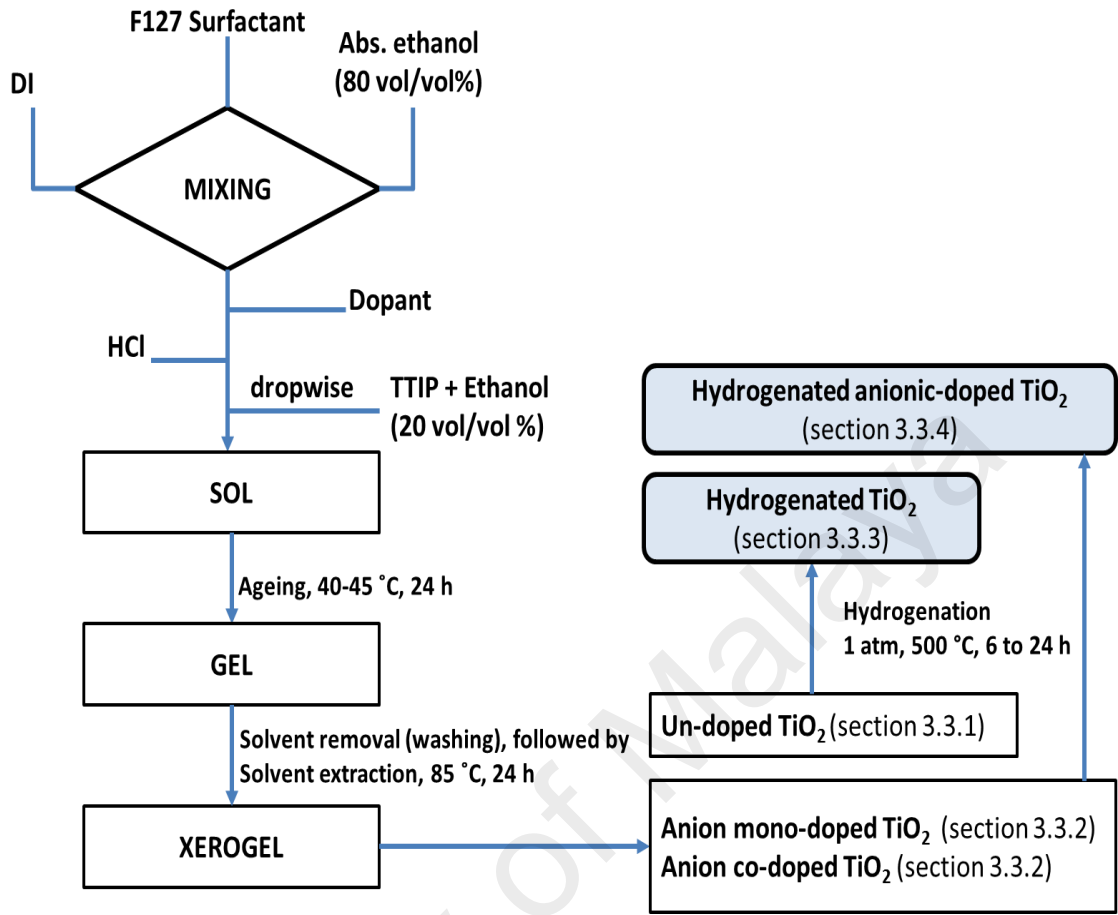 F127 Surfactant
Abs. ethanol
(80 vol/vol%)
DI
MIXING
Dopant
HCl
dropwise
TTIP + Ethanol
(20 vol/vol %)
SOL
Ageing, 40-45 ˚C, 24 h
GEL
Solvent removal (washing), followed by
Solvent extraction, 85 ˚C, 24 h
XEROGEL
Hydrogenated anionic-doped TiO₂
(section 3.3.4)
Hydrogenated TiO₂
(section 3.3.3)
Hydrogenation
1 atm, 500 °C, 6 to 24 h
Un-doped TiO₂ (section 3.3.1)
Anion mono-doped TiO₂ (section 3.3.2)
Anion co-doped TiO₂ (section 3.3.2)
of Malaya